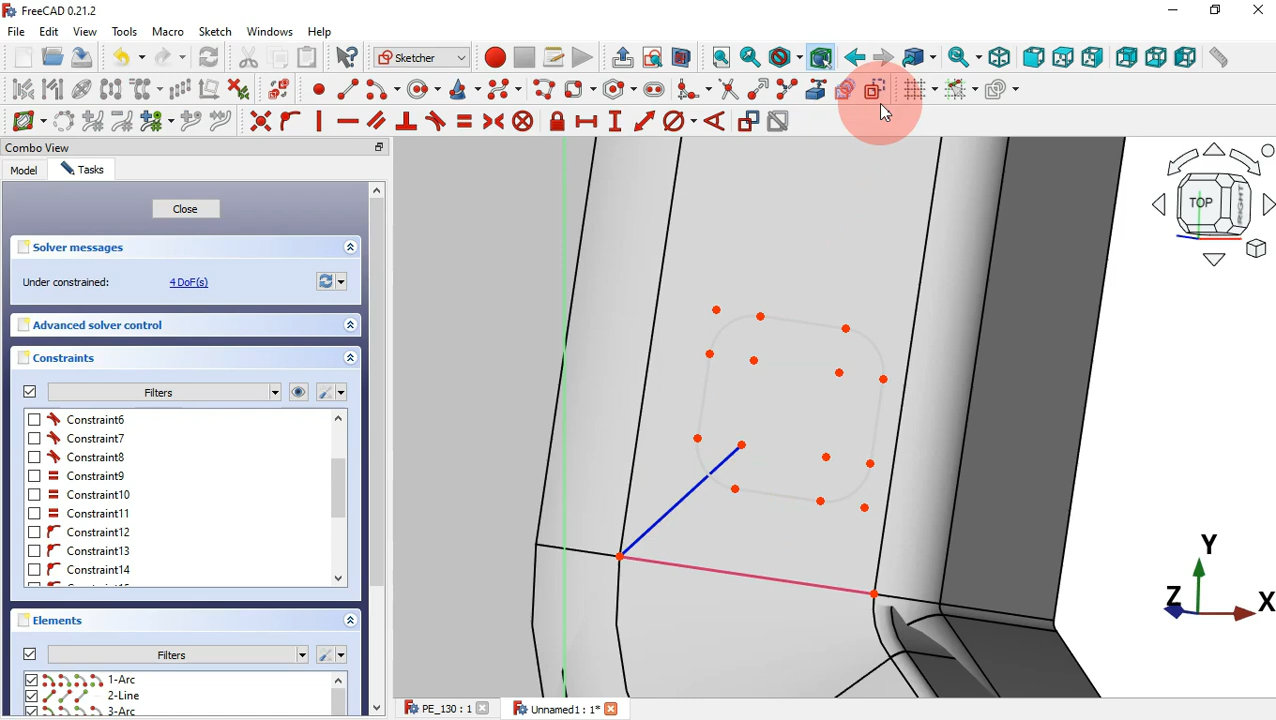 FreeCAD 0.21.2
File Edit View Tools Macro Sketch Windows Help
Sketcher
Combo View
Model Tasks
Close
Solver messages
Under constrained: 4 DoF(s)
Advanced solver control
Constraints
Filters
Constraint6
Constraint7
Constraint8
Constraint9
Constraint10
Constraint11
Constraint12
Constraint13
Constraint14
Elements
Filters
1-Arc
2-Line
3-Arc
TOP
RIGHT
Y
Z
X
PE_130 : 1
Unnamed1 : 1*